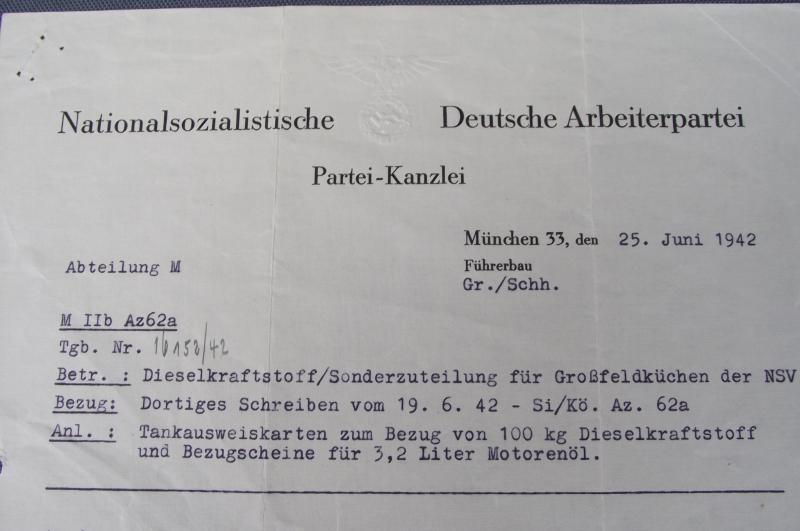 Nationalsozialistische Deutsche Arbeiterpartei
Partei-Kanzlei
München 33, den 25. Juni 1942
Abteilung M
Führerbau
Gr./Schh.
M IIb Az62a
Tgb. Nr.
Betr. : Dieselkraftstoff/Sonderzuteilung für Großfeldküchen der NSV
Bezug: Dortiges Schreiben vom 19. 6. 42 - Si/Kö. Az. 62a
Anl. : Tankausweiskarten zum Bezug von 100 kg Dieselkraftstoff
und Bezugscheine für 3,2 Liter Motorenöl.